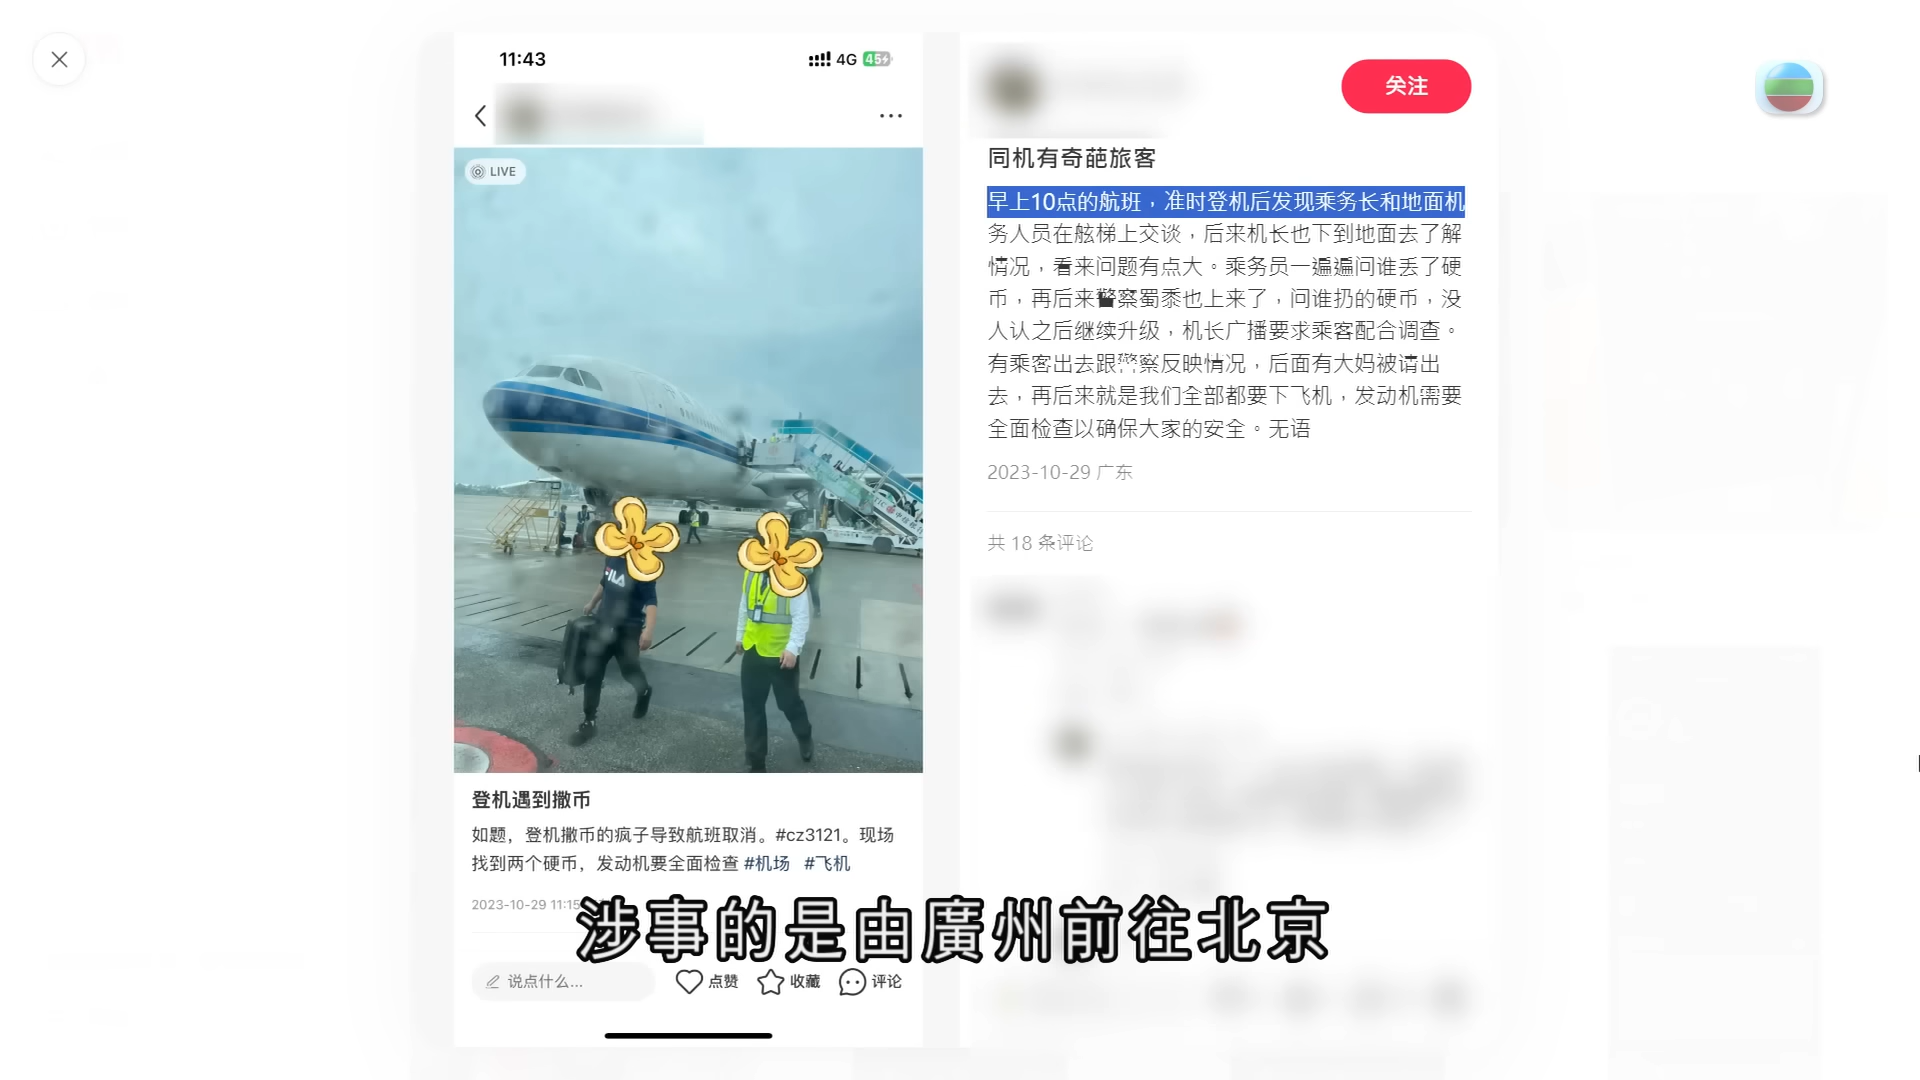 11:43
4G 45
LIVE
FILA
登机遇到撒币
如题，登机撒币的疯子导致航班取消。#cz3121。现场
找到两个硬币，发动机要全面检查 #机场 #飞机
2023-10-29 11:15
说点什么...
点赞
收藏
评论
关注
同机有奇葩旅客
早上10点的航班，准时登机后发现乘务长和地面机
务人员在舷梯上交谈，后来机长也下到地面去了解
情况，看来问题有点大。乘务员一遍遍问谁丢了硬
币，再后来警察蜀黍也上来了，问谁扔的硬币，没
人认之后继续升级，机长广播要求乘客配合调查。
有乘客出去跟警察反映情况，后面有大妈被请出
去，再后来就是我们全部都要下飞机，发动机需要
全面检查以确保大家的安全。无语
2023-10-29 广东
共 18 条评论
涉事的是由廣州前往北京